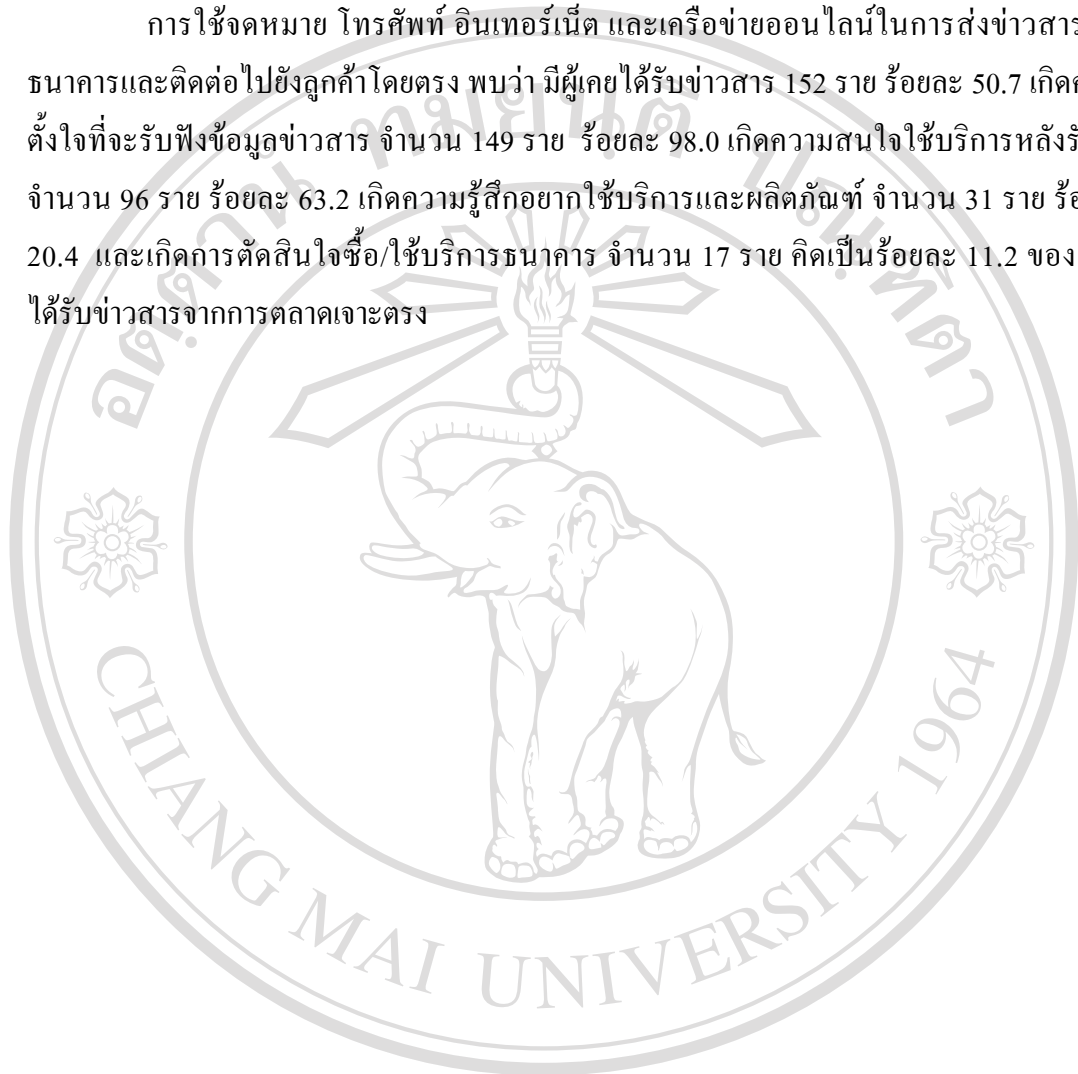 การใช้จดหมาย โทรศัพท์ อินเทอร์เน็ต และเครือข่ายออนไลน์ในการส่งข่าวสาร
ธนาคารและติดต่อไปยังลูกค้าโดยตรง พบว่า มีผู้เคยได้รับข่าวสาร 152 ราย ร้อยละ 50.7
ตั้งใจที่จะรับฟังข้อมูลข่าวสาร จำนวน 149 ราย ร้อยละ 98.0 เกิดความสนใจใช้บริการ
จำนวน 96 ราย ร้อยละ 63.2 เกิดความรู้สึกอยากใช้บริการและผลิตภัณฑ์ จำนวน 31 ราย
20.4 และเกิดการตัดสินใจซื้อ/ใช้บริการธนาคาร จำนวน 17 ราย คิดเป็นร้อยละ 11.2 ของ
ได้รับข่าวสารจากการตลาดเจาะตรง
อตฺตานํ ทมยนฺติ ปณฺฑิตา
CHIANG MAI UNIVERSITY 1964